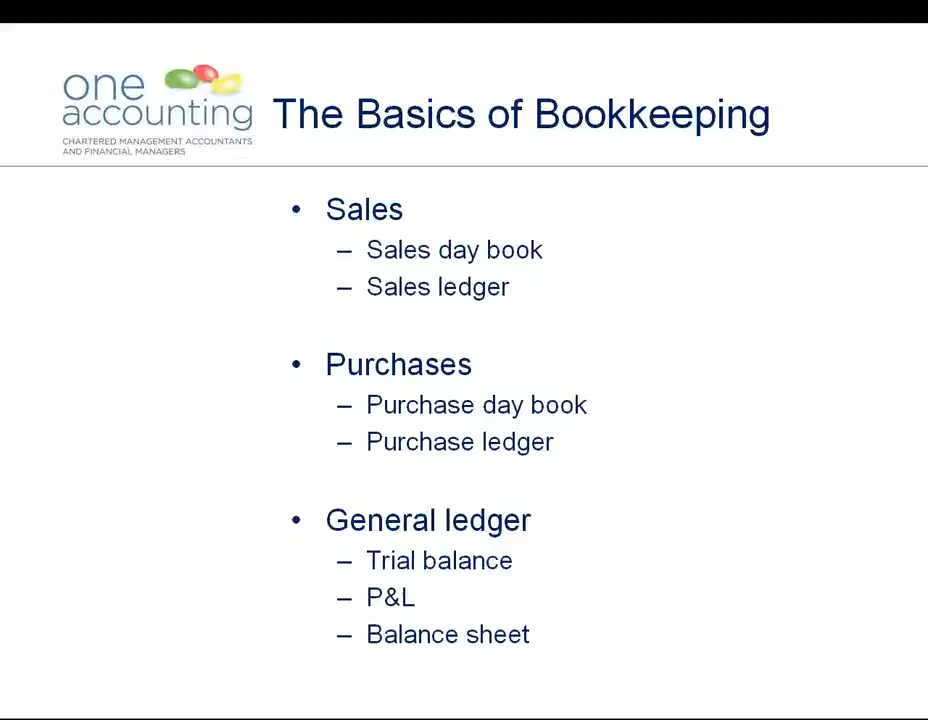 one
accounting
CHARTERED MANAGEMENT ACCOUNTANTS
AND FINANCIAL MANAGERS
The Basics of Bookkeeping
• Sales
– Sales day book
– Sales ledger
• Purchases
– Purchase day book
– Purchase ledger
• General ledger
– Trial balance
– P&L
– Balance sheet